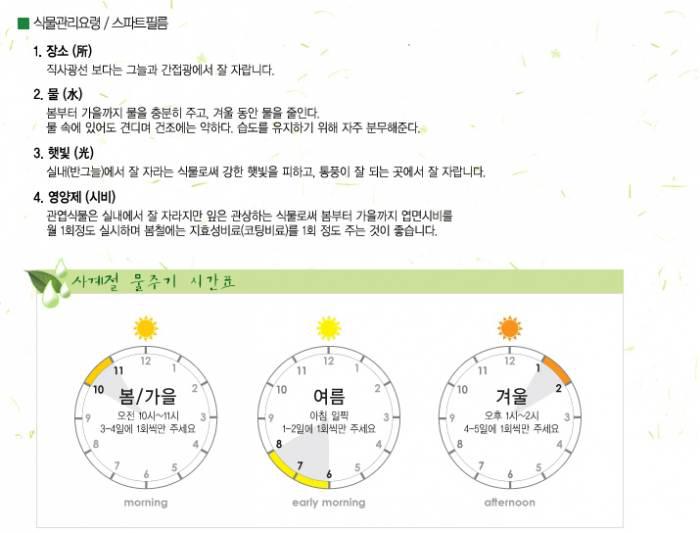 식물관리요령 / 스파트필름
1. 장소 (所)
직사광선 보다는 그늘과 간접광에서 잘 자랍니다.
2. 물 (水)
봄부터 가을까지 물을 충분히 주고, 겨울 동안 물을 줄인다.
물 속에 있어도 견디며 건조에는 약하다. 습도를 유지하기 위해 자주 분무해준다.
3. 햇빛 (光)
실내(반그늘)에서 잘 자라는 식물로써 강한 햇빛을 피하고, 통풍이 잘 되는 곳에서 잘 자랍니다.
4. 영양제 (시비)
관엽식물은 실내에서 잘 자라지만 잎은 관상하는 식물로써 봄부터 가을까지 엽면시비를
월 1회정도 실시하며 봄철에는 지효성비료(코팅비료)를 1회 정도 주는 것이 좋습니다.
사계절 물주기 시간표
12 1 2 3 4 5 6 7 8 9 10 11
봄/가을
오전 10시~11시
3-4일에 1회씩만 주세요
morning
12 1 2 3 4 5 6 7 8 9 10 11
여름
아침 일찍
1-2일에 1회씩만 주세요
early morning
12 1 2 3 4 5 6 7 8 9 10 11
겨울
오후 1시~2시
4-5일에 1회씩만 주세요
afternoon